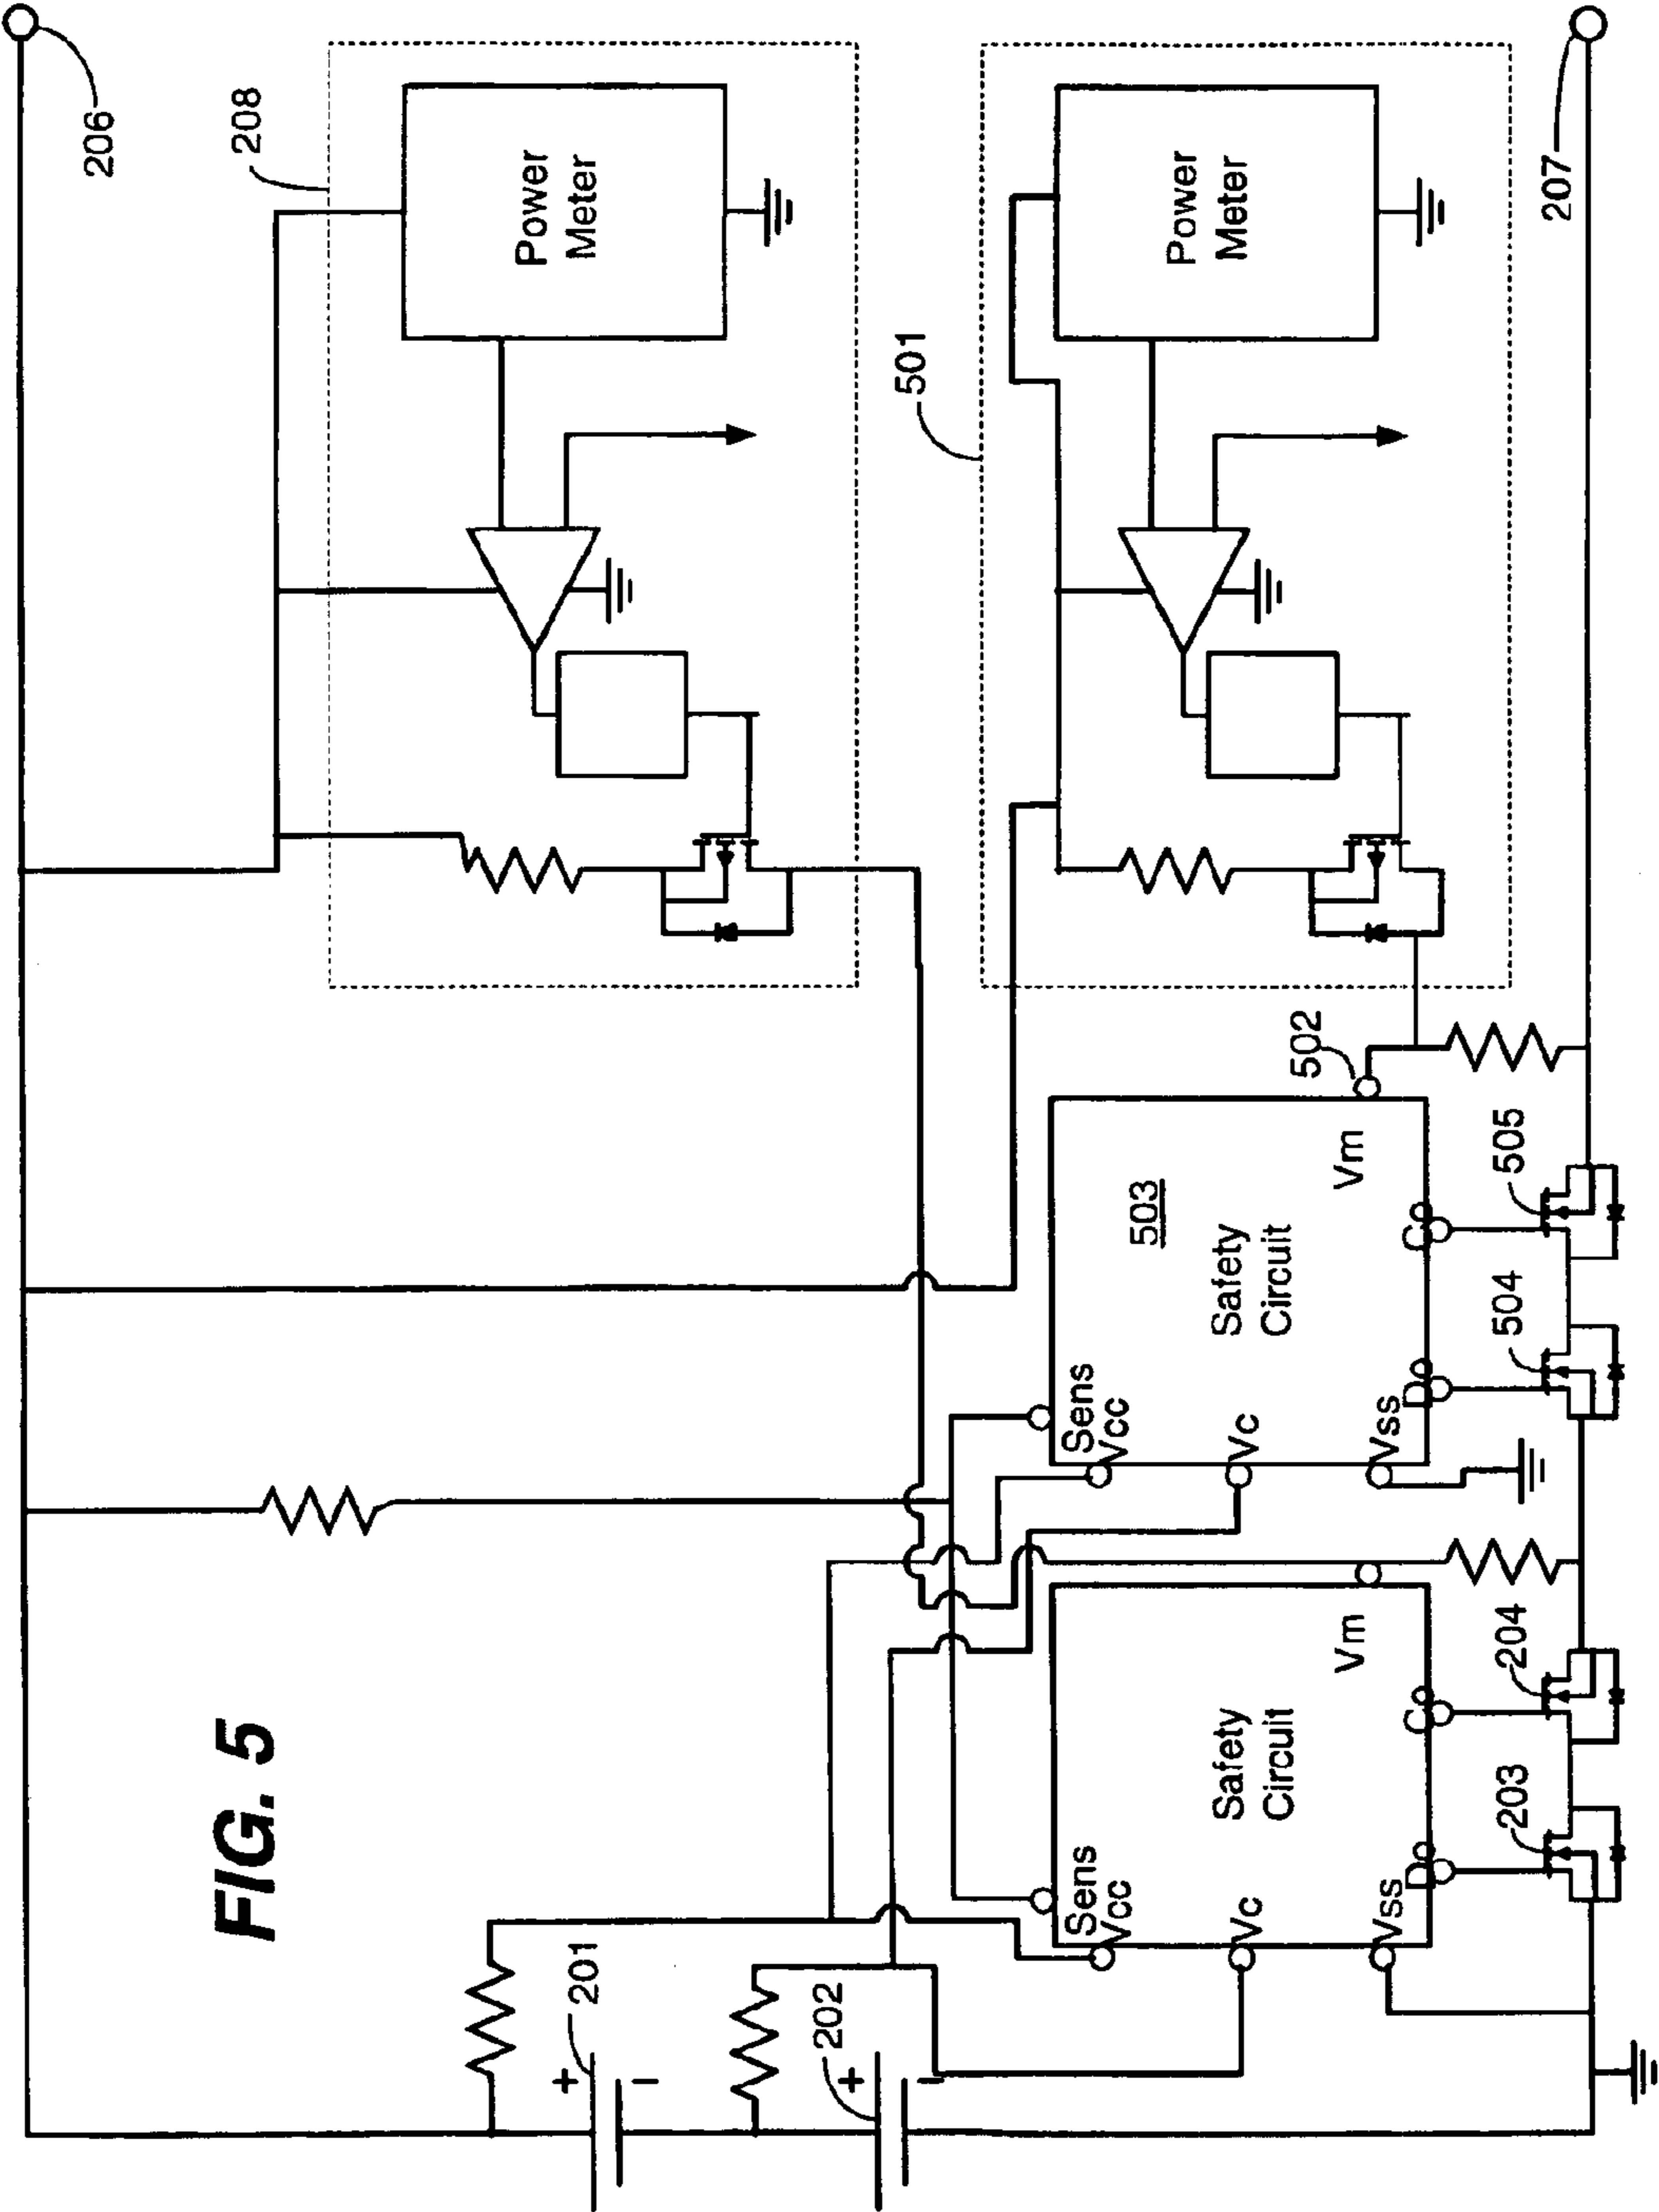 FIG. 5
206
208
Power
Meter
501
Power
Meter
207
201
+
-
202
+
-
Sens
Vcc
Vc
Vss
Do
Co
Vm
Safety
Circuit
203
204
Sens
Vcc
Vc
Vss
Do
Co
Vm
503
Safety
Circuit
502
504
505